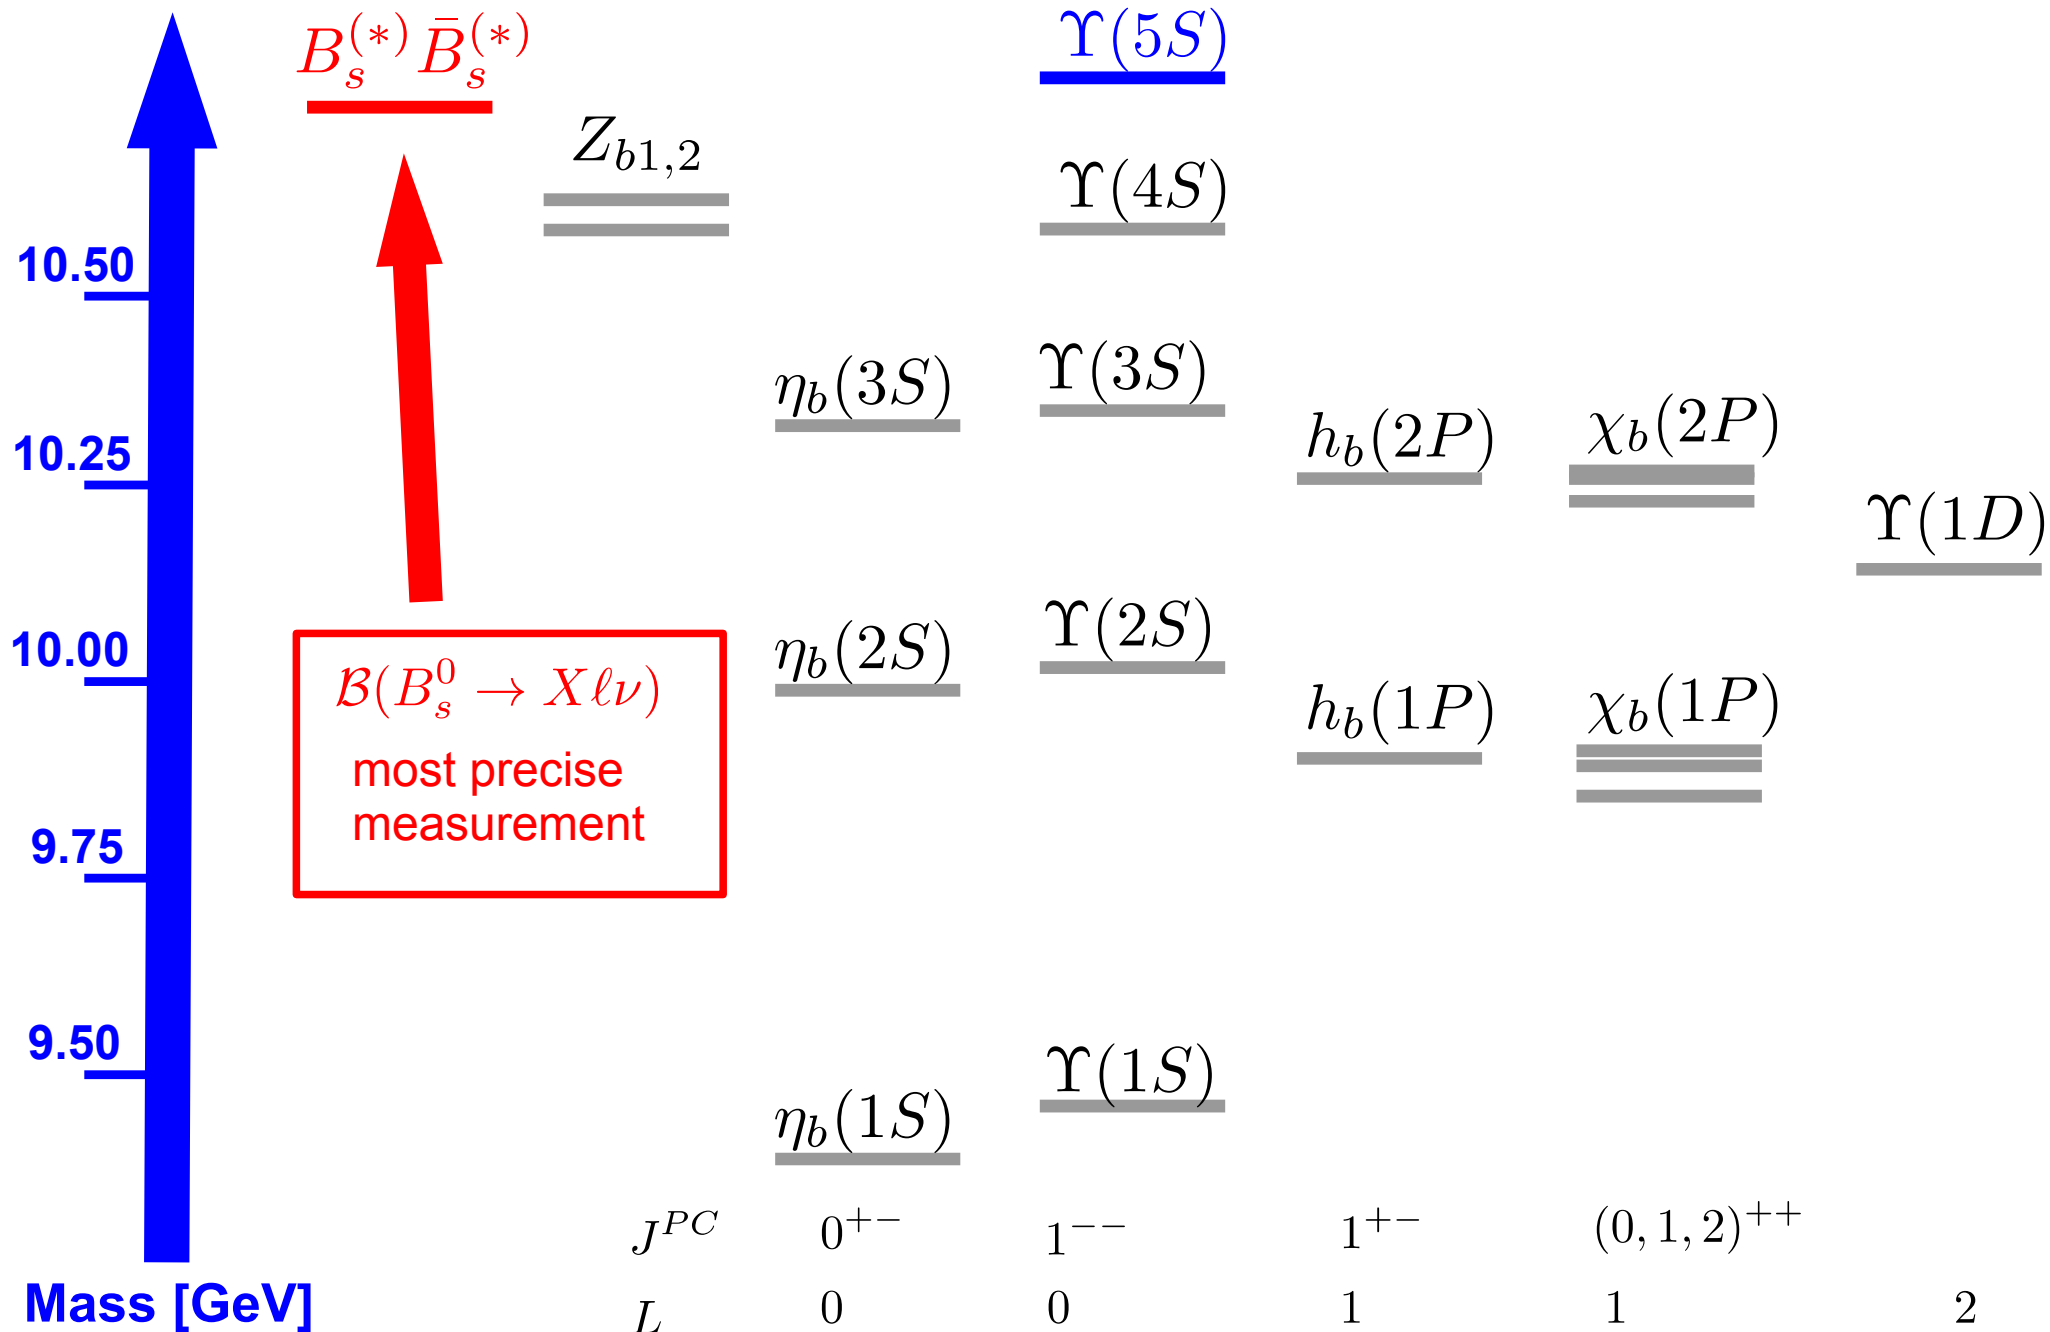 B_s^{(*)} \bar{B}_s^{(*)}
Υ(5S)
Z_{b1,2}
Υ(4S)
10.50
η_b(3S)
Υ(3S)
h_b(2P)
χ_b(2P)
10.25
Υ(1D)
η_b(2S)
Υ(2S)
10.00
B(B_s^0 → Xℓν)
most precise
measurement
h_b(1P)
χ_b(1P)
9.75
9.50
η_b(1S)
Υ(1S)
J^{PC} 0^{+-} 1^{--} 1^{+-} (0, 1, 2)^{++}
Mass [GeV]
L 0 0 1 1 2